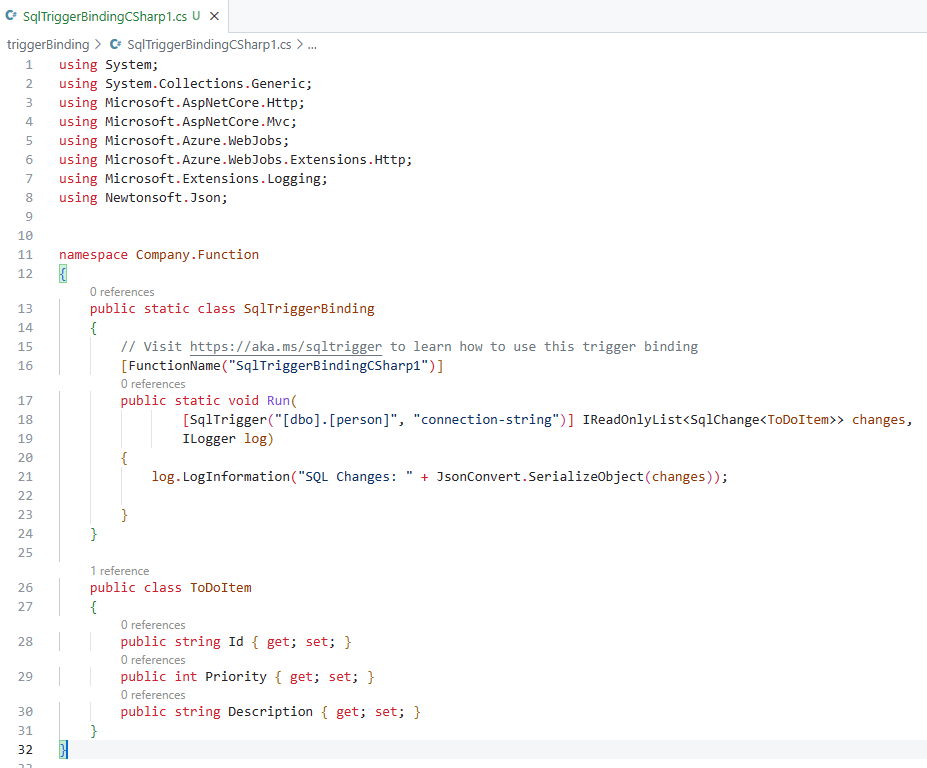 C# SqlTriggerBindingCSharp1.cs U ×
triggerBinding > C# SqlTriggerBindingCSharp1.cs > ...
1 using System;
2 using System.Collections.Generic;
3 using Microsoft.AspNetCore.Http;
4 using Microsoft.AspNetCore.Mvc;
5 using Microsoft.Azure.WebJobs;
6 using Microsoft.Azure.WebJobs.Extensions.Http;
7 using Microsoft.Extensions.Logging;
8 using Newtonsoft.Json;
9
10
11 namespace Company.Function
12 {
0 references
13 public static class SqlTriggerBinding
14 {
15 // Visit https://aka.ms/sqltrigger to learn how to use this trigger binding
16 [FunctionName("SqlTriggerBindingCSharp1")]
0 references
17 public static void Run(
18 [SqlTrigger("[dbo].[person]", "connection-string")] IReadOnlyList<SqlChange<ToDoItem>> changes,
19 ILogger log)
20 {
21 log.LogInformation("SQL Changes: " + JsonConvert.SerializeObject(changes));
22
23 }
24 }
25
1 reference
26 public class ToDoItem
27 {
0 references
28 public string Id { get; set; }
0 references
29 public int Priority { get; set; }
0 references
30 public string Description { get; set; }
31 }
32 }